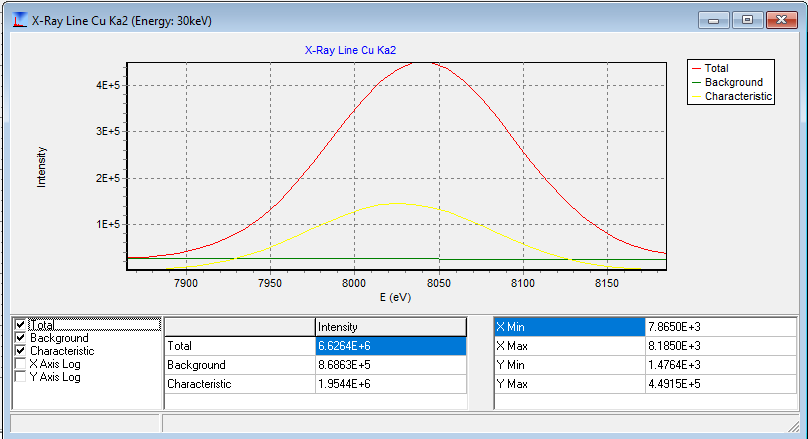 X-Ray Line Cu Ka2 (Energy: 30keV)
X-Ray Line Cu Ka2
Total
Background
Characteristic
4E+5
3E+5
2E+5
1E+5
Intensity
7900 7950 8000 8050 8100 8150
E (eV)
Total
Background
Characteristic
X Axis Log
Y Axis Log
Intensity
Total 6.6264E+6
Background 8.6863E+5
Characteristic 1.9544E+6
X Min 7.8650E+3
X Max 8.1850E+3
Y Min 1.4764E+3
Y Max 4.4915E+5